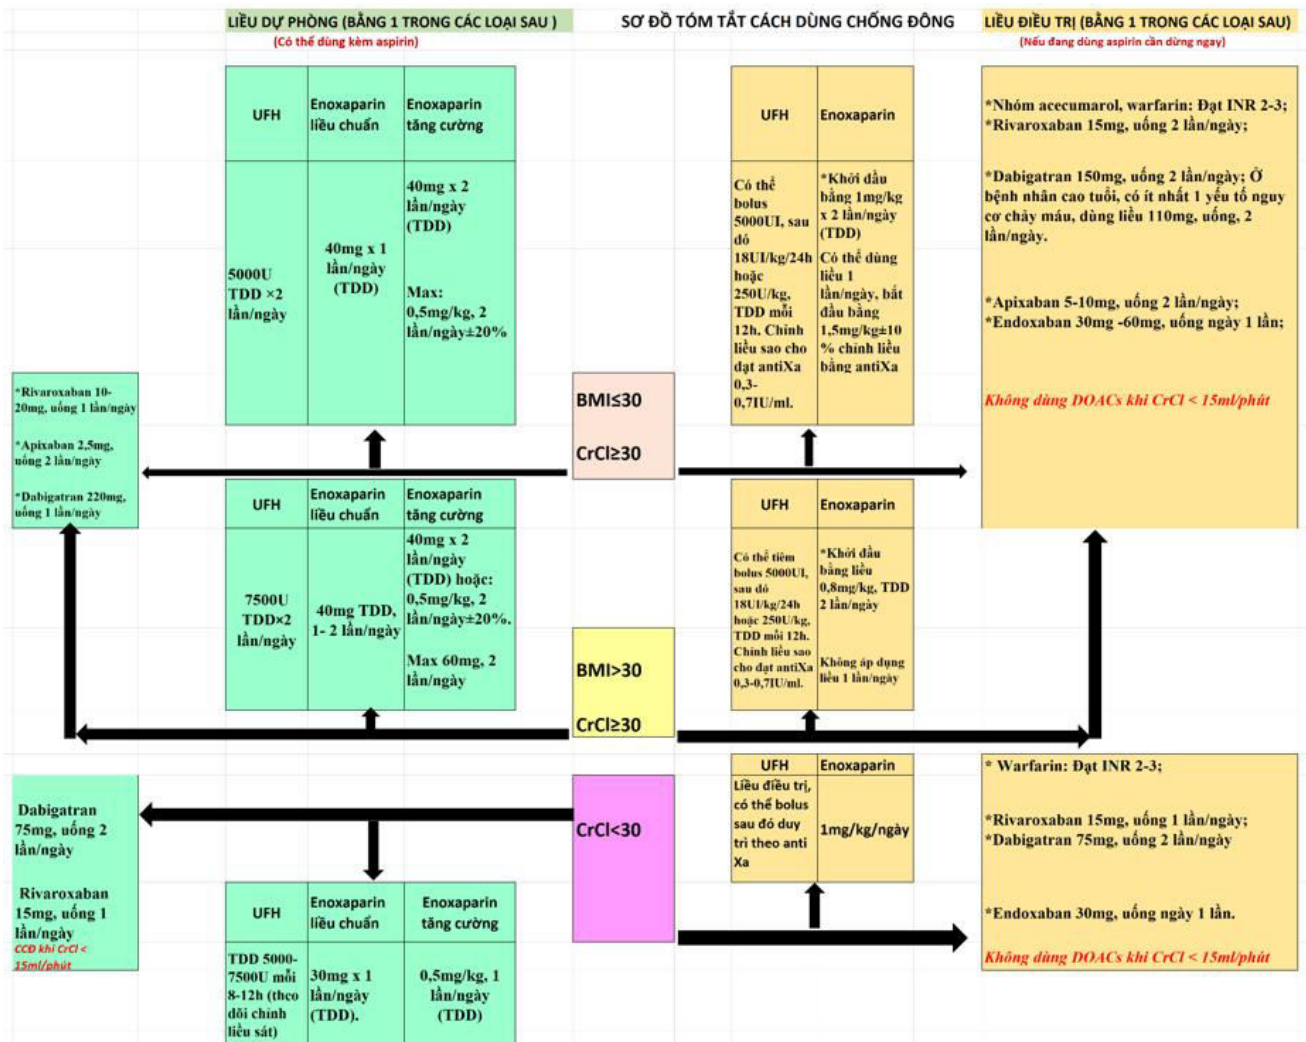 LIỀU DỰ PHÒNG (BẰNG 1 TRONG CÁC LOẠI SAU )
(Có thể dùng kèm aspirin)
SƠ ĐỒ TÓM TẮT CÁCH DÙNG CHỐNG ĐÔNG
LIỀU ĐIỀU TRỊ (BẰNG 1 TRONG CÁC LOẠI SAU)
(Nếu đang dùng aspirin cần dừng ngay)
UFH
Enoxaparin
liều chuẩn
Enoxaparin
tăng cường
5000U
TDD ×2
lần/ngày
40mg x 1
lần/ngày
(TDD)
40mg x 2
lần/ngày
(TDD)
Max:
0,5mg/kg, 2
lần/ngày±20%
UFH
Enoxaparin
Có thể
bolus
5000UI, sau
đó
18UI/kg/24h
hoặc
250U/kg,
TDD mỗi
12h. Chỉnh
liều sao cho
đạt antiXa
0,3-
0,7IU/ml.
*Khởi đầu
bằng 1mg/kg
x 2 lần/ngày
(TDD)
Có thể dùng
liều 1
lần/ngày, bắt
đầu bằng
1,5mg/kg±10
% chỉnh liều
bằng antiXa
*Nhóm acecumarol, warfarin: Đạt INR 2-3;
*Rivaroxaban 15mg, uống 2 lần/ngày;
*Dabigatran 150mg, uống 2 lần/ngày; Ở
bệnh nhân cao tuổi, có ít nhất 1 yếu tố nguy
cơ chảy máu, dùng liều 110mg, uống, 2
lần/ngày.
*Apixaban 5-10mg, uống 2 lần/ngày;
*Endoxaban 30mg -60mg, uống ngày 1 lần;
Không dùng DOACs khi CrCl < 15ml/phút
*Rivaroxaban 10-
20mg, uống 1 lần/ngày
*Apixaban 2,5mg,
uống 2 lần/ngày
*Dabigatran 220mg,
uống 1 lần/ngày
BMI≤30
CrCl≥30
UFH
Enoxaparin
liều chuẩn
Enoxaparin
tăng cường
7500U
TDD×2
lần/ngày
40mg TDD,
1- 2 lần/ngày
40mg x 2
lần/ngày
(TDD) hoặc:
0,5mg/kg, 2
lần/ngày±20%.
Max 60mg, 2
lần/ngày
BMI>30
CrCl≥30
UFH
Enoxaparin
Có thể tiêm
bolus 5000UI,
sau đó
18UI/kg/24h
hoặc 250U/kg,
TDD mỗi 12h.
Chỉnh liều sao
cho đạt antiXa
0,3-0,7IU/ml.
*Khởi đầu
bằng liều
0,8mg/kg, TDD
2 lần/ngày
Không áp dụng
liều 1 lần/ngày
Dabigatran
75mg, uống 2
lần/ngày
Rivaroxaban
15mg, uống 1
lần/ngày
CCĐ khi CrCl <
15ml/phút
CrCl<30
UFH
Enoxaparin
Liều điều trị,
có thể bolus
sau đó duy
trì theo anti
Xa
1mg/kg/ngày
* Warfarin: Đạt INR 2-3;
*Rivaroxaban 15mg, uống 1 lần/ngày;
*Dabigatran 75mg, uống 2 lần/ngày
*Endoxaban 30mg, uống ngày 1 lần.
Không dùng DOACs khi CrCl < 15ml/phút
UFH
Enoxaparin
liều chuẩn
Enoxaparin
tăng cường
TDD 5000-
7500U mỗi
8-12h (theo
dõi chỉnh
liều sát)
30mg x 1
lần/ngày
(TDD).
0,5mg/kg, 1
lần/ngày
(TDD)